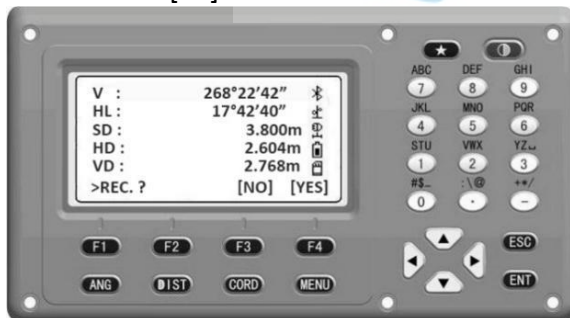 [ ]
V : 268°22'42"
HL : 17°42'40"
SD : 3.800m
HD : 2.604m
VD : 2.768m
>REC. ? [NO] [YES]
F1 F2 F3 F4
ANG DIST CORD MENU
★
ABC DEF GHI
7 8 9
JKL MNO PQR
4 5 6
STU VWX YZ␣
1 2 3
#$_ :\@ +*/
0 . -
ESC
ENT